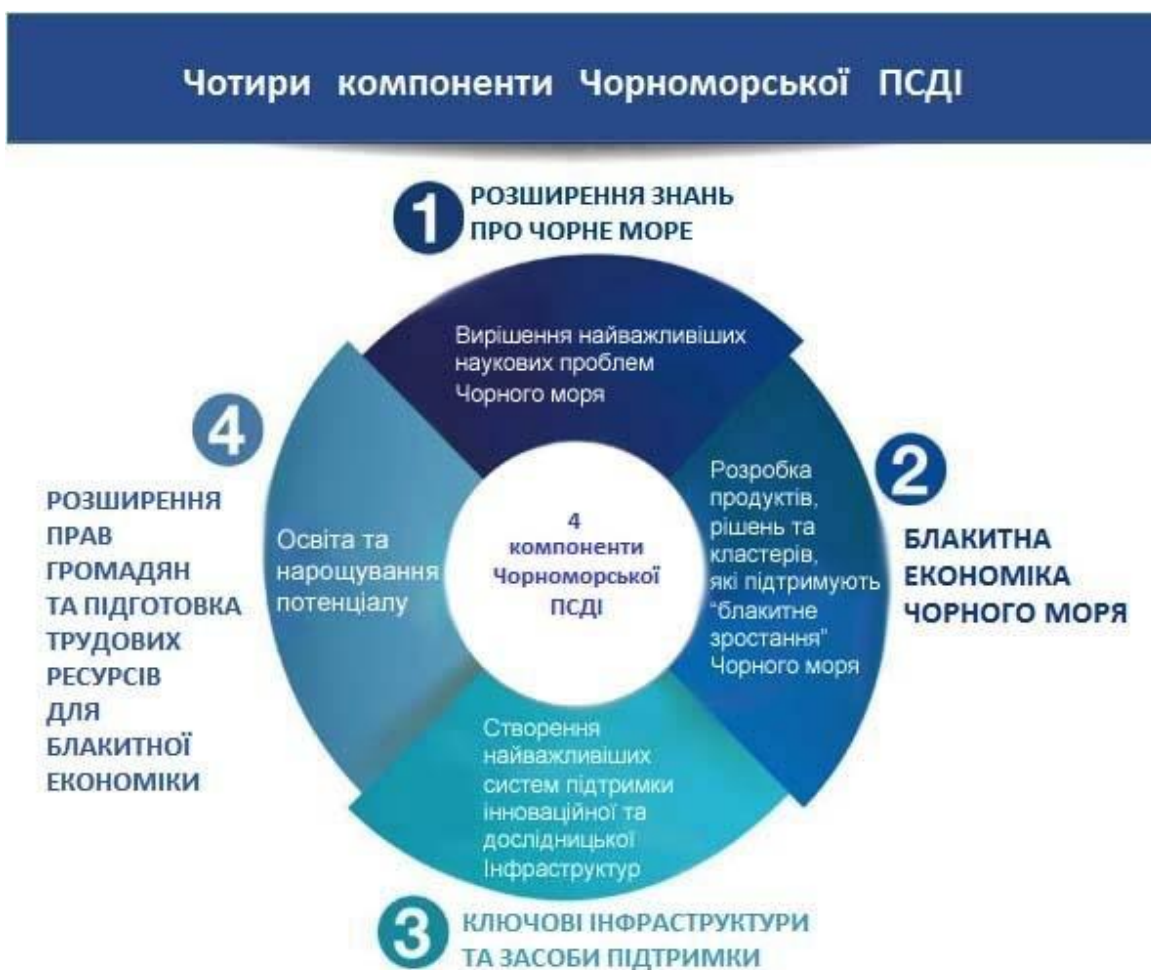 Чотири компоненти Чорноморської ПСДІ
1
РОЗШИРЕННЯ ЗНАНЬ
ПРО ЧОРНЕ МОРЕ
Вирішення найважливіших
наукових проблем
Чорного моря
2
БЛАКИТНА
ЕКОНОМІКА
ЧОРНОГО МОРЯ
Розробка
продуктів,
рішень та
кластерів,
які підтримують
“блакитне
зростання”
Чорного моря
3
КЛЮЧОВІ ІНФРАСТРУКТУРИ
ТА ЗАСОБИ ПІДТРИМКИ
Створення
найважливіших
систем підтримки
інноваційної та
дослідницької
Інфраструктур
4
РОЗШИРЕННЯ
ПРАВ
ГРОМАДЯН
ТА ПІДГОТОВКА
ТРУДОВИХ
РЕСУРСІВ
ДЛЯ
БЛАКИТНОЇ
ЕКОНОМІКИ
Освіта та
нарощування
потенціалу
4
компоненти
Чорноморської
ПСДІ